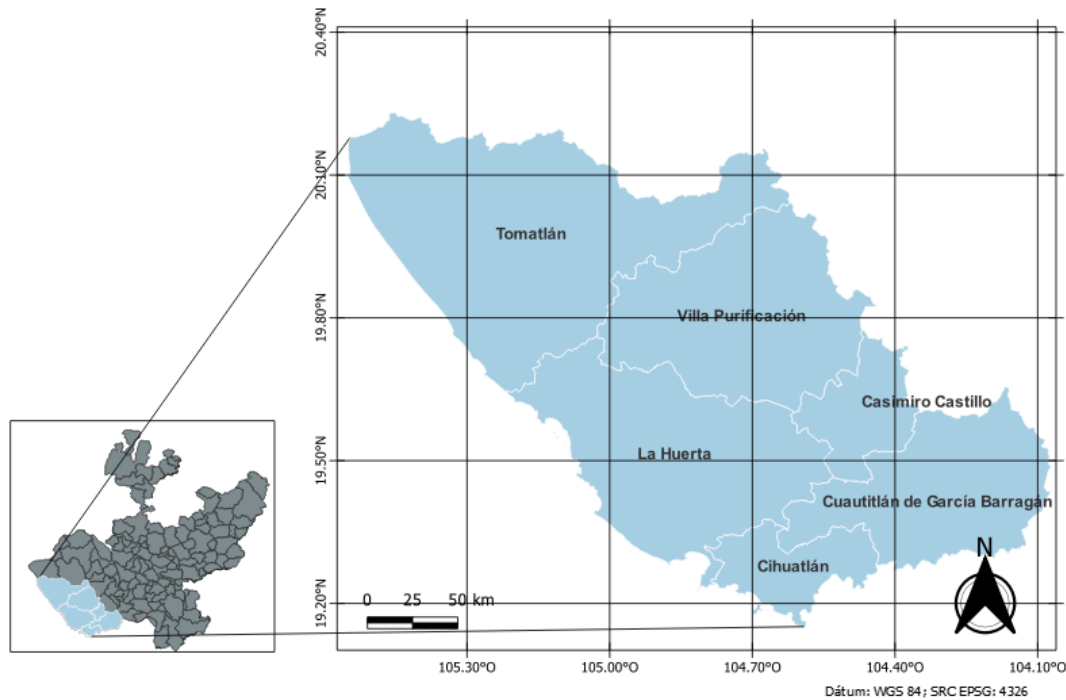 20.40°N
20.10°N
19.80°N
19.50°N
19.20°N
Tomatlán
Villa Purificación
Casimiro Castillo
La Huerta
Cuautitlán de García Barragán
Cihuatlán
N
0 25 50 km
105.30°O 105.00°O 104.70°O 104.40°O 104.10°O
Dátum: WGS 84; SRC EPSG: 4326